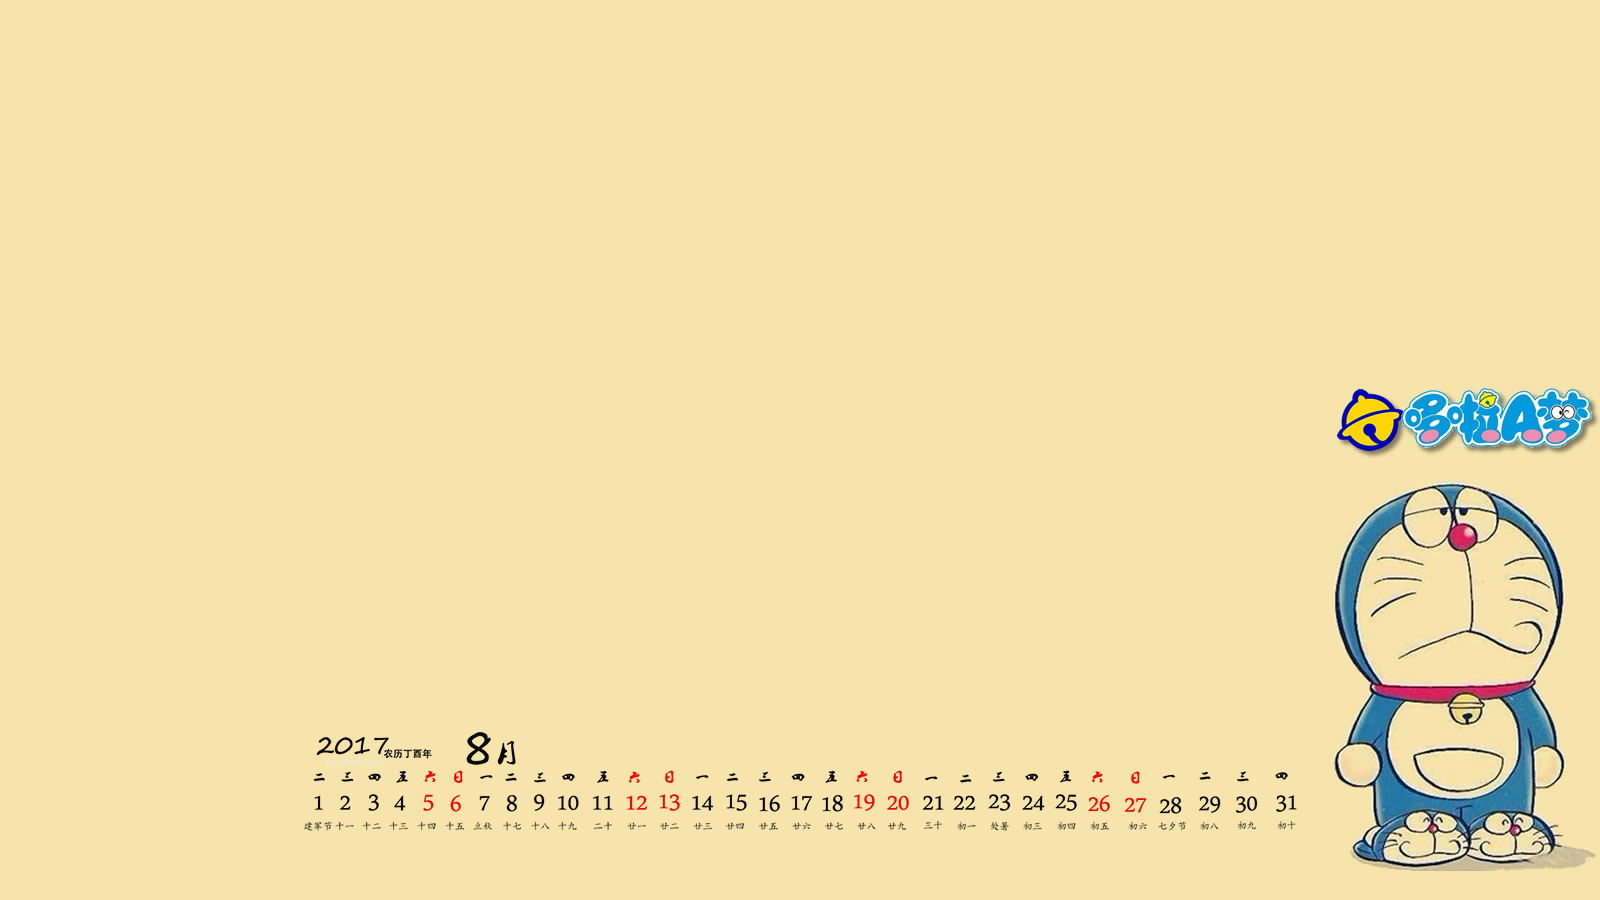 哆啦A梦
2017农历丁酉年 8月
二 三 四 五 六 日 一 二 三 四 五 六 日 一 二 三 四 五 六 日 一 二 三 四 五 六 日 一 二 三 四
1 2 3 4 5 6 7 8 9 10 11 12 13 14 15 16 17 18 19 20 21 22 23 24 25 26 27 28 29 30 31
建军节 十一 十二 十三 十四 十五 立秋 十七 十八 十九 二十 廿一 廿二 廿三 廿四 廿五 廿六 廿七 廿八 廿九 三十 初一 处暑 初三 初四 初五 初六 七夕节 初八 初九 初十